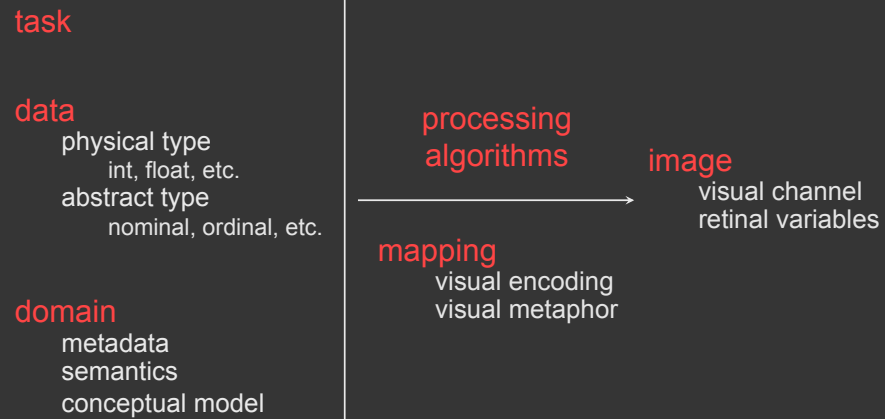 task
data
physical type
int, float, etc.
abstract type
nominal, ordinal, etc.
domain
metadata
semantics
conceptual model
processing
algorithms
mapping
visual encoding
visual metaphor
image
visual channel
retinal variables